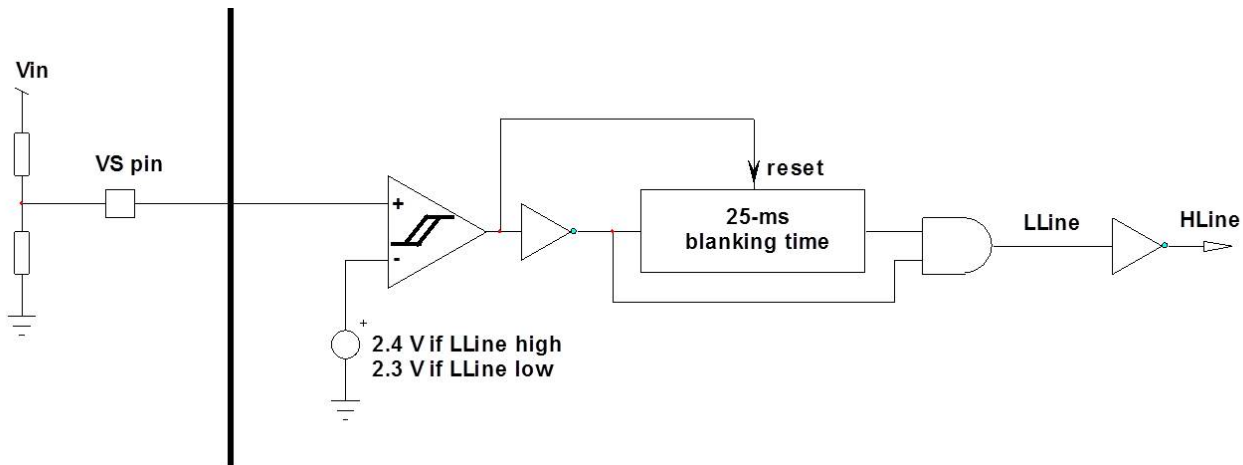 Vin
VS pin
+
-
+
2.4 V if LLine high
2.3 V if LLine low
reset
25-ms
blanking time
LLine
HLine